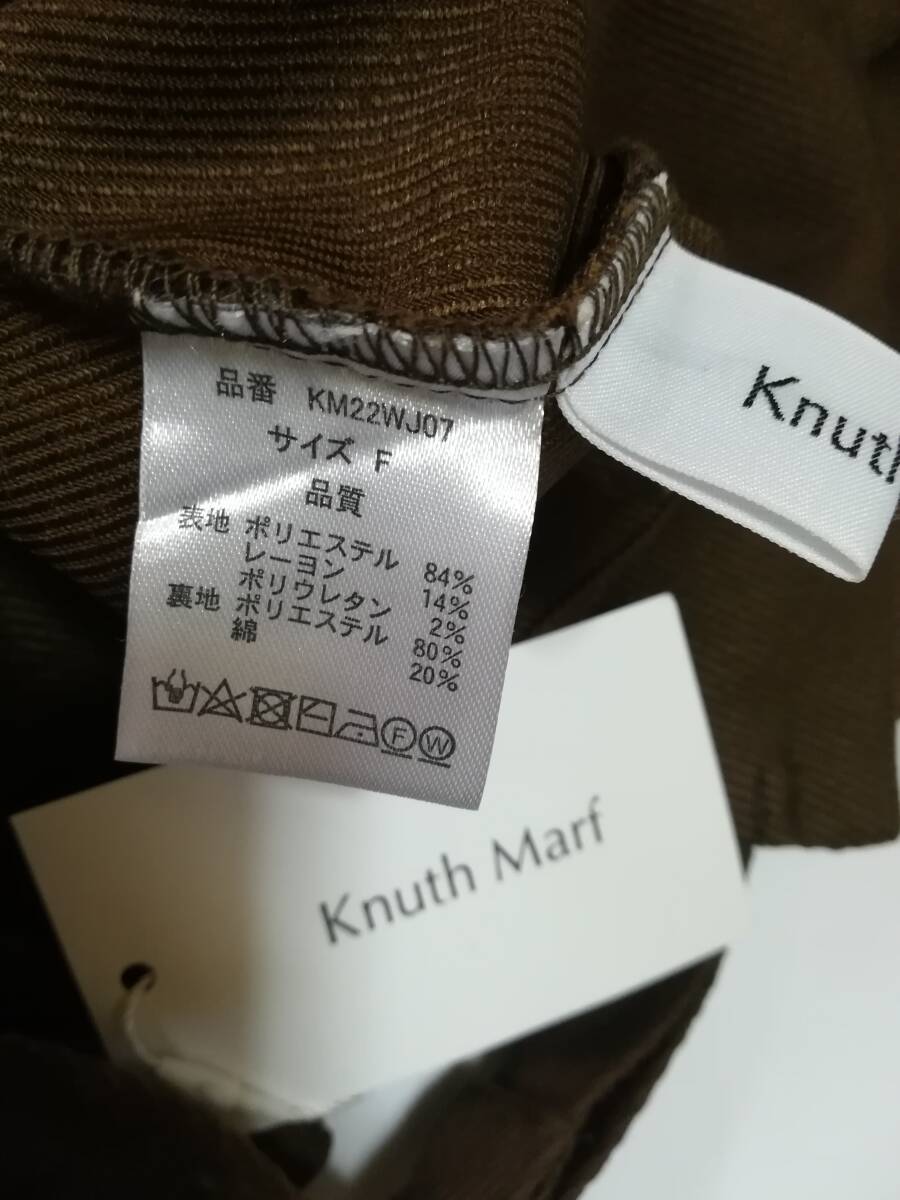 品番 KM22WJ07
サイズ F
品質
表地 ポリエステル 84%
レーヨン 14%
ポリウレタン 2%
裏地 ポリエステル 80%
綿 20%
F W
Knuth
Knuth Marf